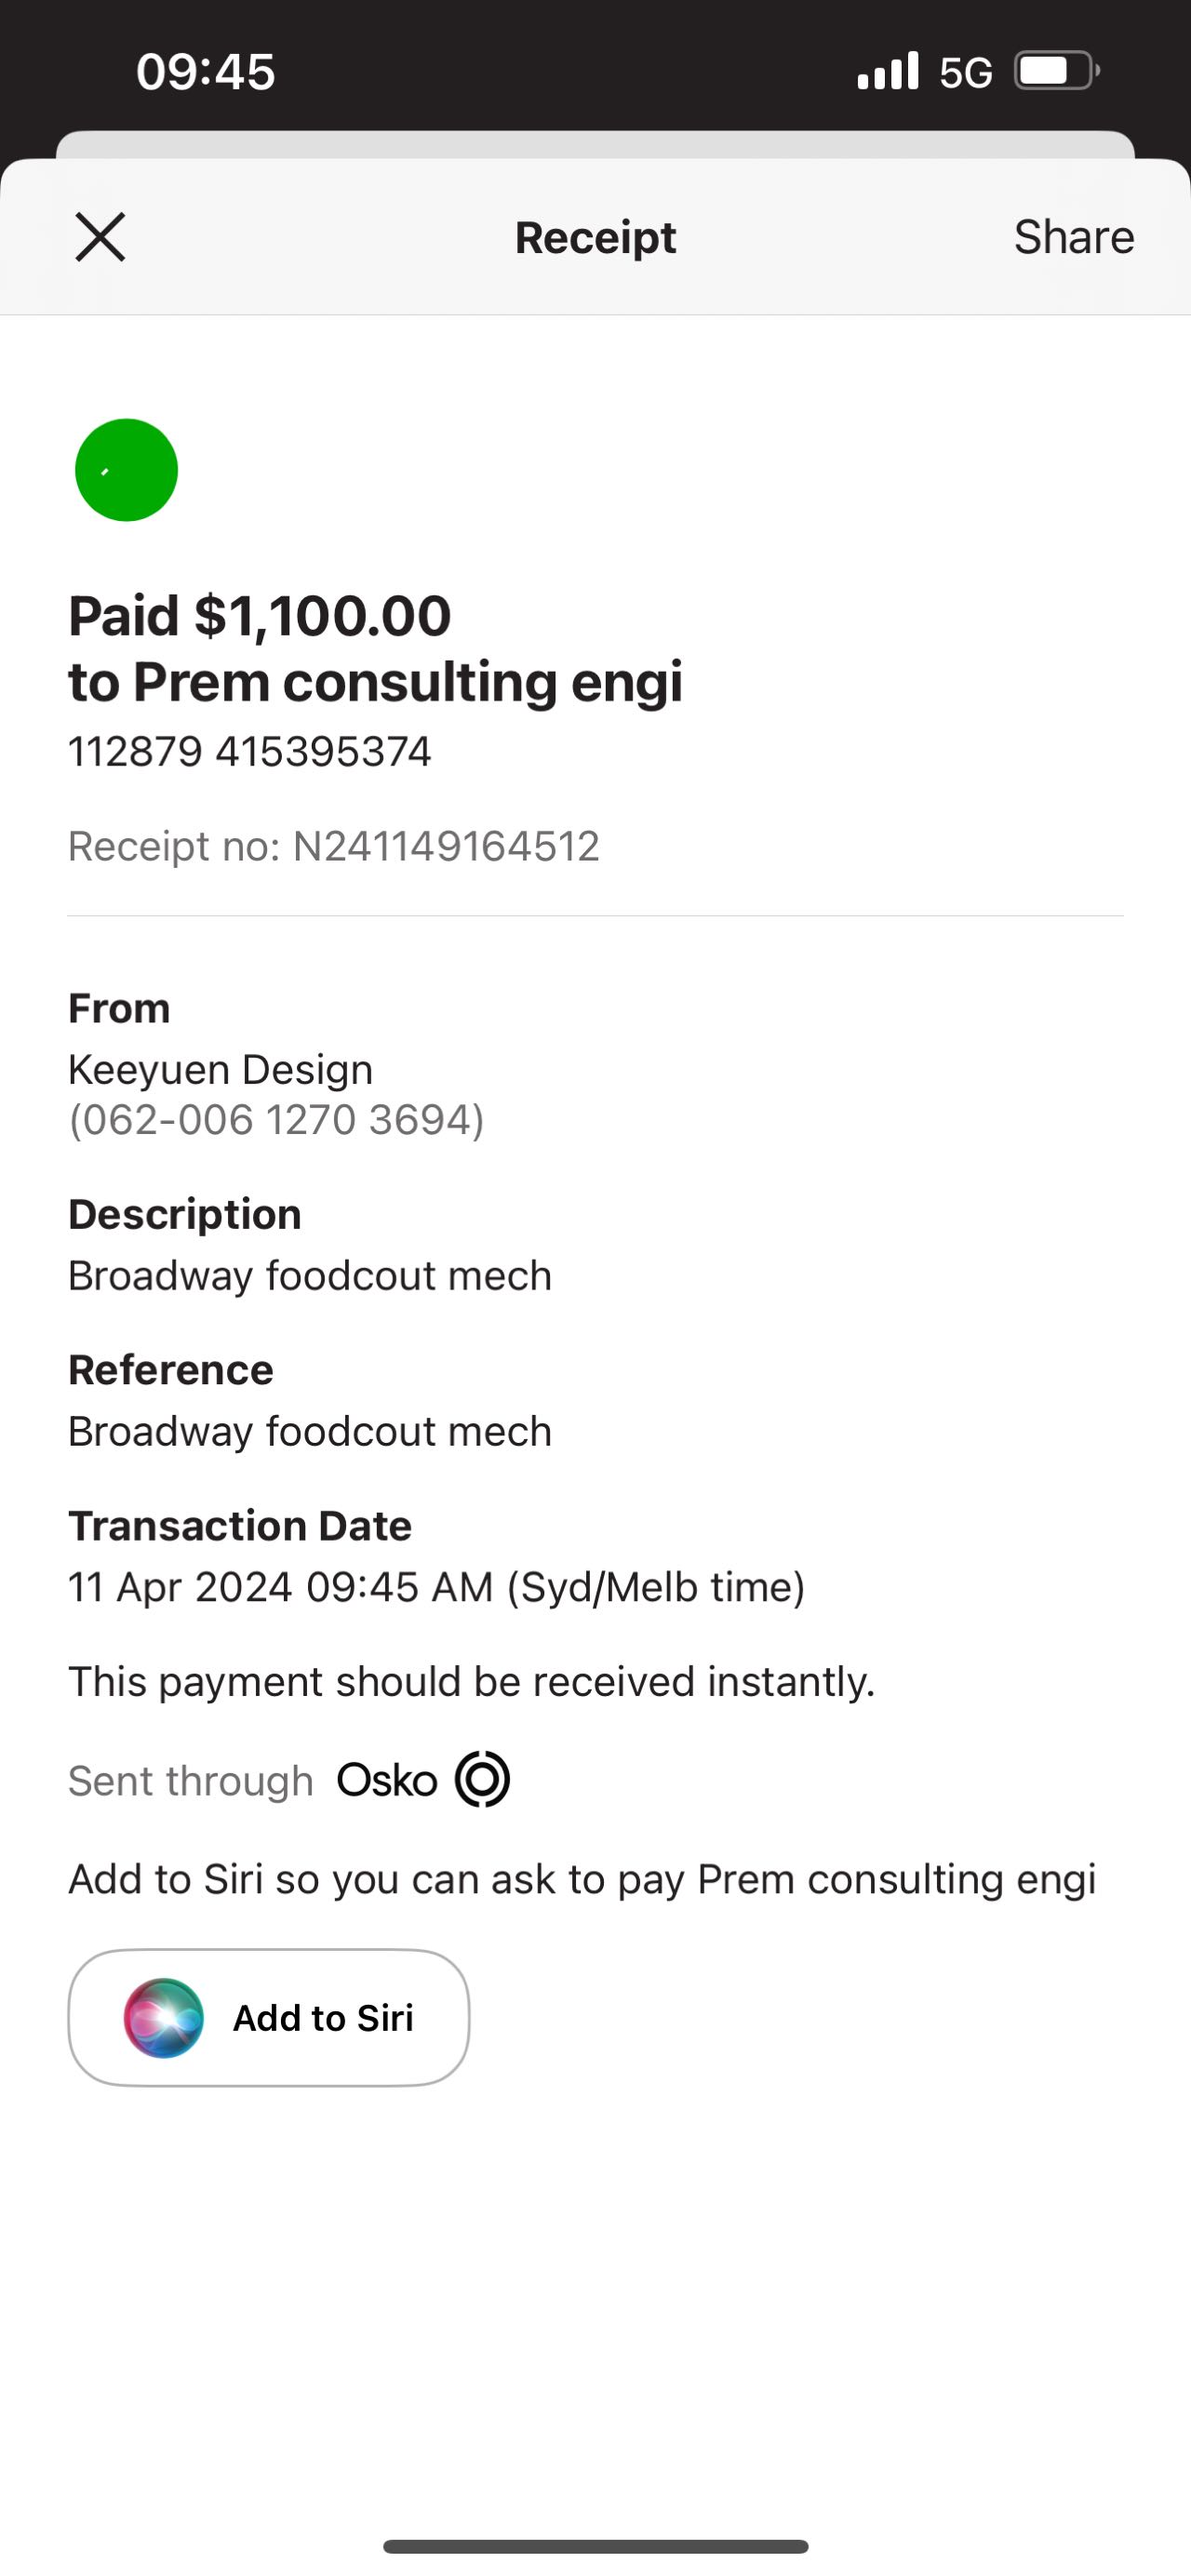 09:45
5G
Receipt
Share
Paid $1,100.00
to Prem consulting engi
112879 415395374
Receipt no: N241149164512
From
Keeyuen Design
(062-006 1270 3694)
Description
Broadway foodcout mech
Reference
Broadway foodcout mech
Transaction Date
11 Apr 2024 09:45 AM (Syd/Melb time)
This payment should be received instantly.
Sent through Osko
Add to Siri so you can ask to pay Prem consulting engi
Add to Siri